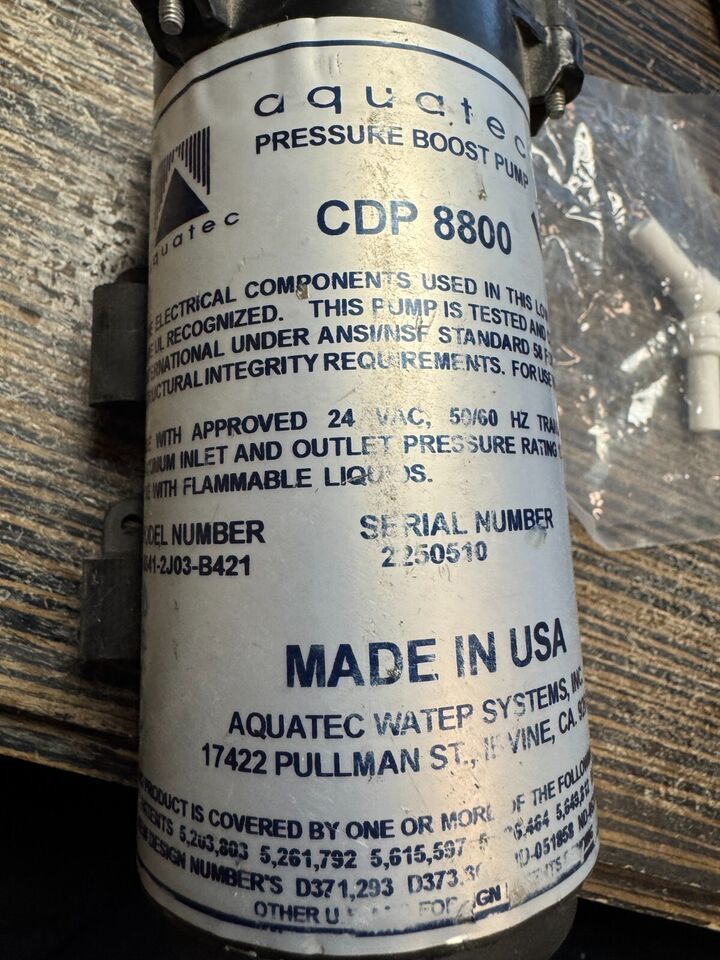 aquatec
PRESSURE BOOST PUMP
aquatec
CDP 8800
ELECTRICAL COMPONENTS USED IN THIS LOW
UL RECOGNIZED. THIS PUMP IS TESTED AND
UNDER ANSI/NSF STANDARD 58
INTEGRITY REQUIREMENTS. FOR USE
WITH APPROVED 24 VAC, 50/60 HZ
INLET AND OUTLET PRESSURE RATING
WITH FLAMMABLE LIQUIDS.
MODEL NUMBER SERIAL NUMBER
41-2J03-B421 2250510
MADE IN USA
AQUATEC WATER SYSTEMS, INC.
17422 PULLMAN ST., IRVINE, CA.
PRODUCT IS COVERED BY ONE OR MORE OF THE
5,203,803 5,261,792 5,615,597
DESIGN NUMBER'S D371,293
OTHER